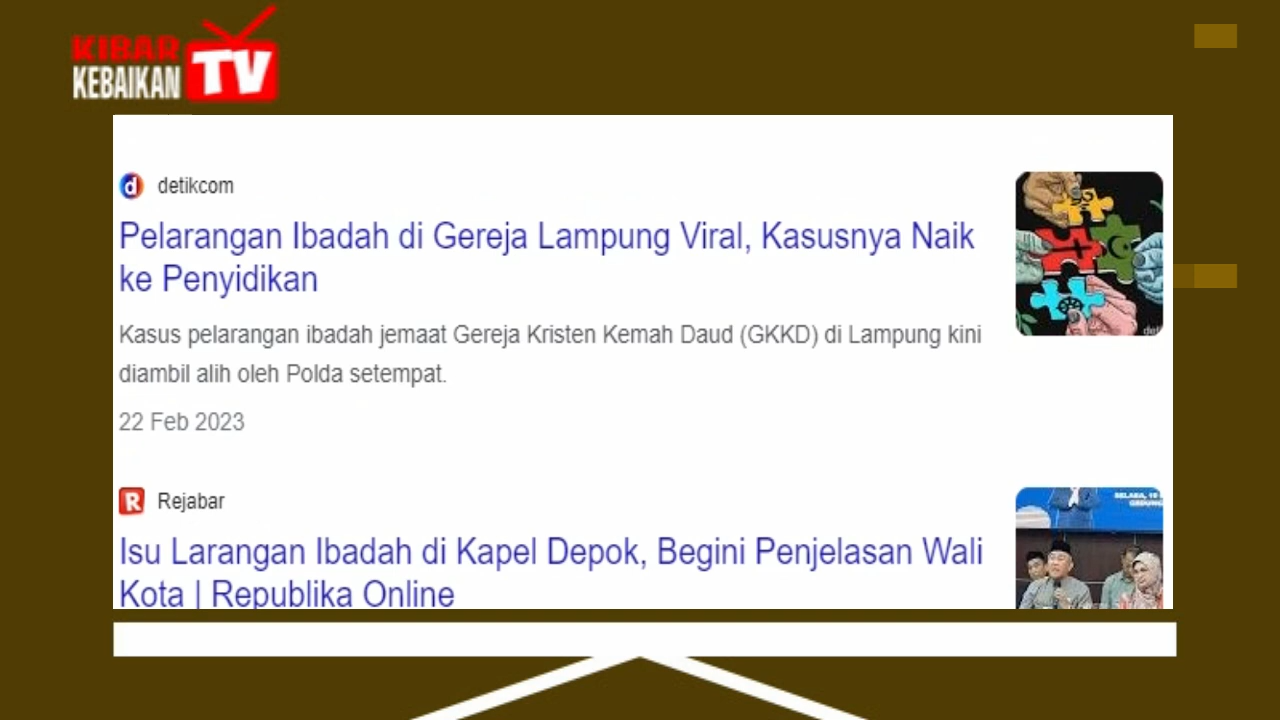 KIBAR
KEBAIKAN TV
detikcom
Pelarangan Ibadah di Gereja Lampung Viral, Kasusnya Naik
ke Penyidikan
Kasus pelarangan ibadah jemaat Gereja Kristen Kemah Daud (GKKD) di Lampung kini
diambil alih oleh Polda setempat.
22 Feb 2023
Rejabar
Isu Larangan Ibadah di Kapel Depok, Begini Penjelasan Wali
Kota | Republika Online